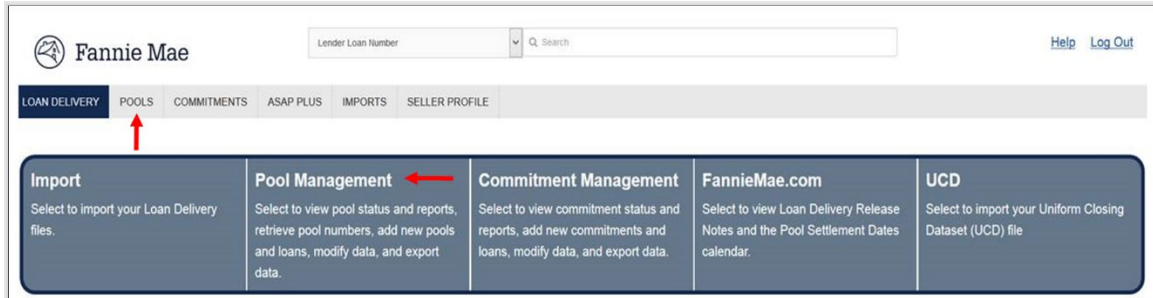 Fannie Mae
Lender Loan Number
Search
Help Log Out
LOAN DELIVERY POOLS COMMITMENTS ASAP PLUS IMPORTS SELLER PROFILE
Import
Select to import your Loan Delivery
files.
Pool Management
Select to view pool status and reports,
retrieve pool numbers, add new pools
and loans, modify data, and export
data.
Commitment Management
Select to view commitment status and
reports, add new commitments and
loans, modify data, and export data.
FannieMae.com
Select to view Loan Delivery Release
Notes and the Pool Settlement Dates
calendar.
UCD
Select to import your Uniform Closing
Dataset (UCD) file